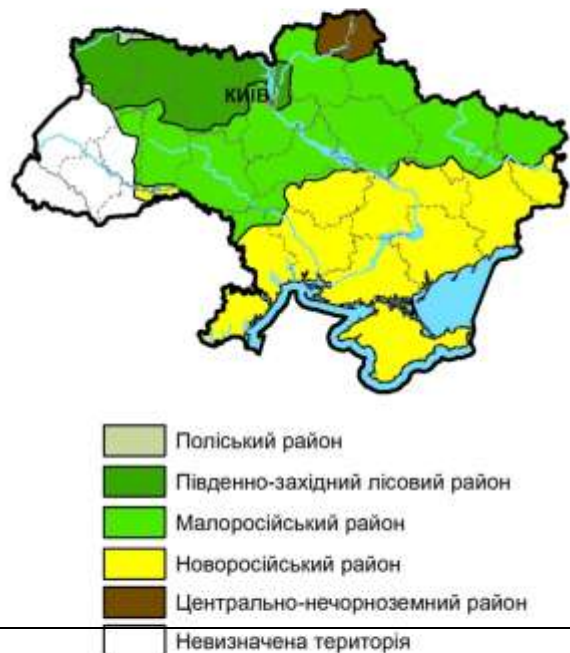 КИЇВ
Поліський район
Південно-західний лісовий район
Малоросійський район
Новоросійський район
Центрально-нечорноземний район
Невизначена територія